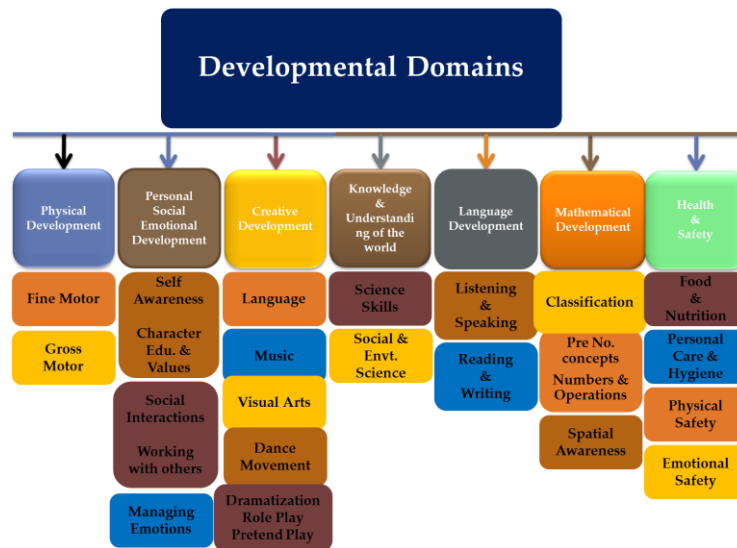 Developmental Domains
Physical
Development
Personal
Social
Emotional
Development
Creative
Development
Knowledge
&
Understandi
ng of the
world
Language
Development
Mathematical
Development
Health
&
Safety
Fine Motor
Gross
Motor
Self
Awareness
Character
Edu. &
Values
Social
Interactions
Working
with others
Managing
Emotions
Language
Music
Visual Arts
Dance
Movement
Dramatization
Role Play
Pretend Play
Science
Skills
Social &
Envt.
Science
Listening
&
Speaking
Reading
&
Writing
Classification
Pre No.
concepts
Numbers &
Operations
Spatial
Awareness
Food
&
Nutrition
Personal
Care &
Hygiene
Physical
Safety
Emotional
Safety